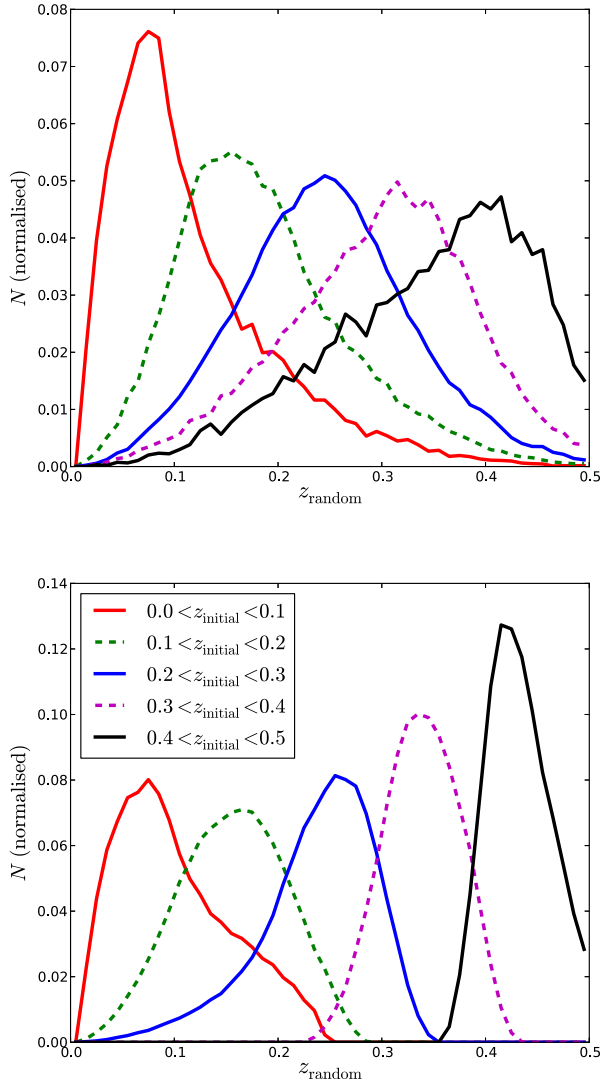 0.08
0.07
0.06
0.05
0.04
0.03
0.02
0.01
0.00
N (normalised)
0.0 0.1 0.2 0.3 0.4 0.5
z_random
0.14
0.12
0.10
0.08
0.06
0.04
0.02
0.00
N (normalised)
0.0 < z_initial < 0.1
0.1 < z_initial < 0.2
0.2 < z_initial < 0.3
0.3 < z_initial < 0.4
0.4 < z_initial < 0.5
0.0 0.1 0.2 0.3 0.4 0.5
z_random